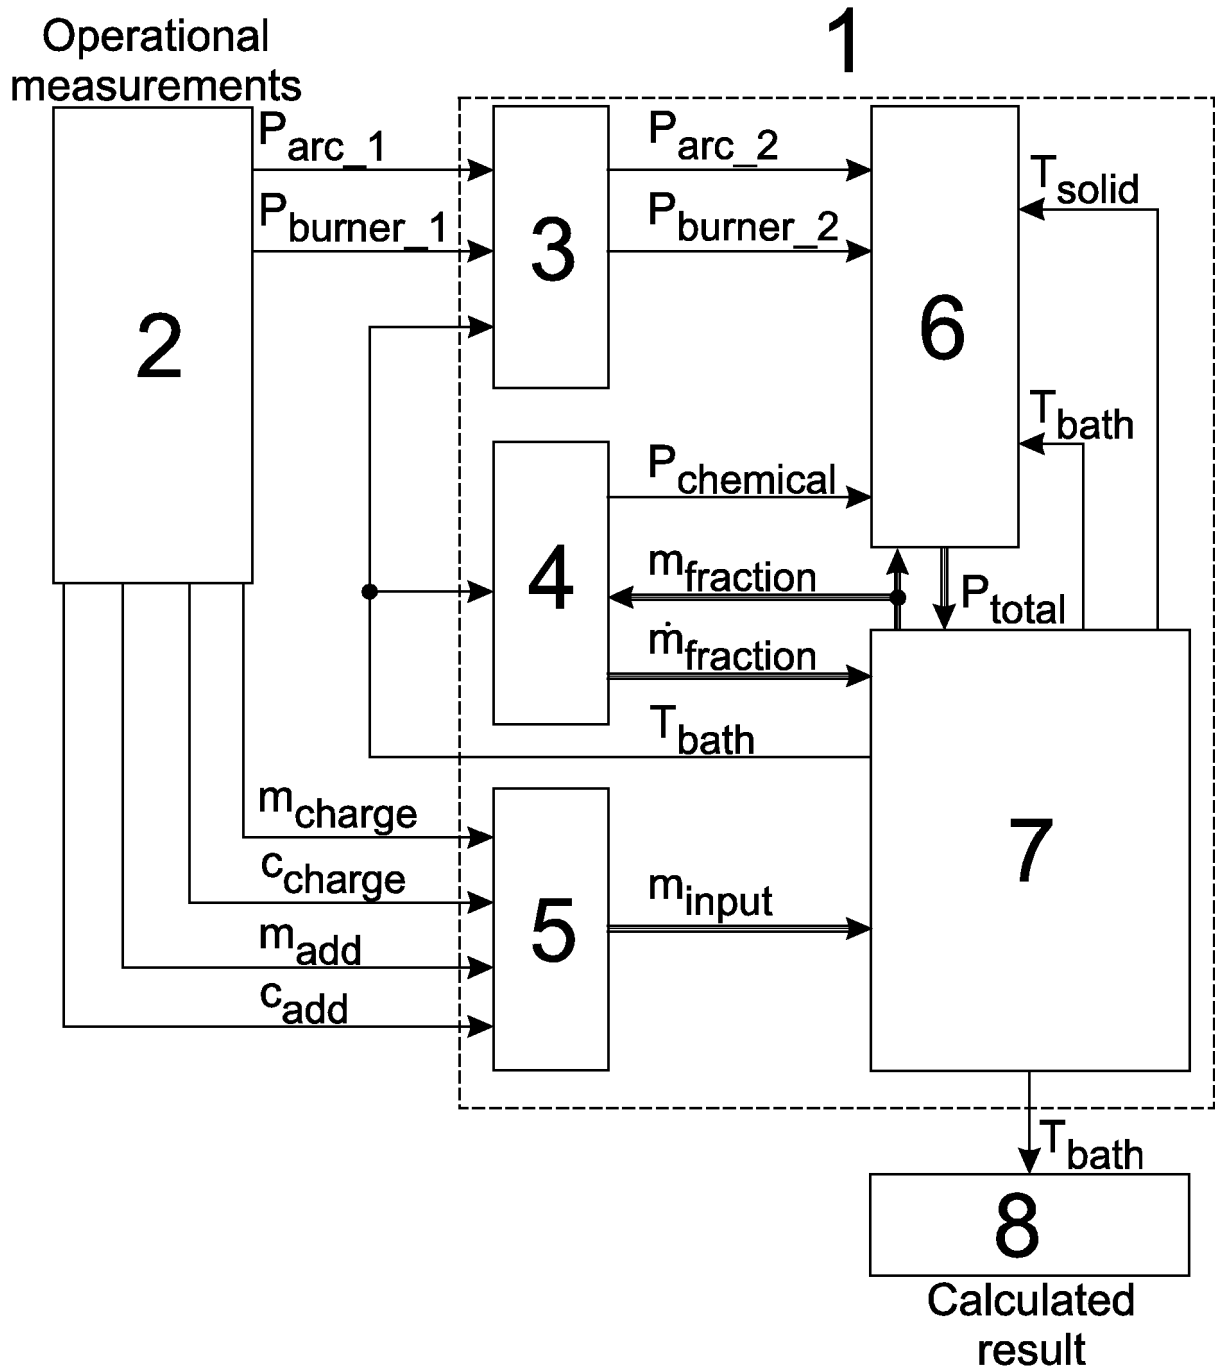 Operational
measurements
1
P_arc_1
P_arc_2
T_solid
P_burner_1
P_burner_2
3
2
6
T_bath
P_chemical
4
m_fraction
P_total
ṁ_fraction
T_bath
m_charge
7
c_charge
m_input
5
m_add
c_add
T_bath
8
Calculated
result